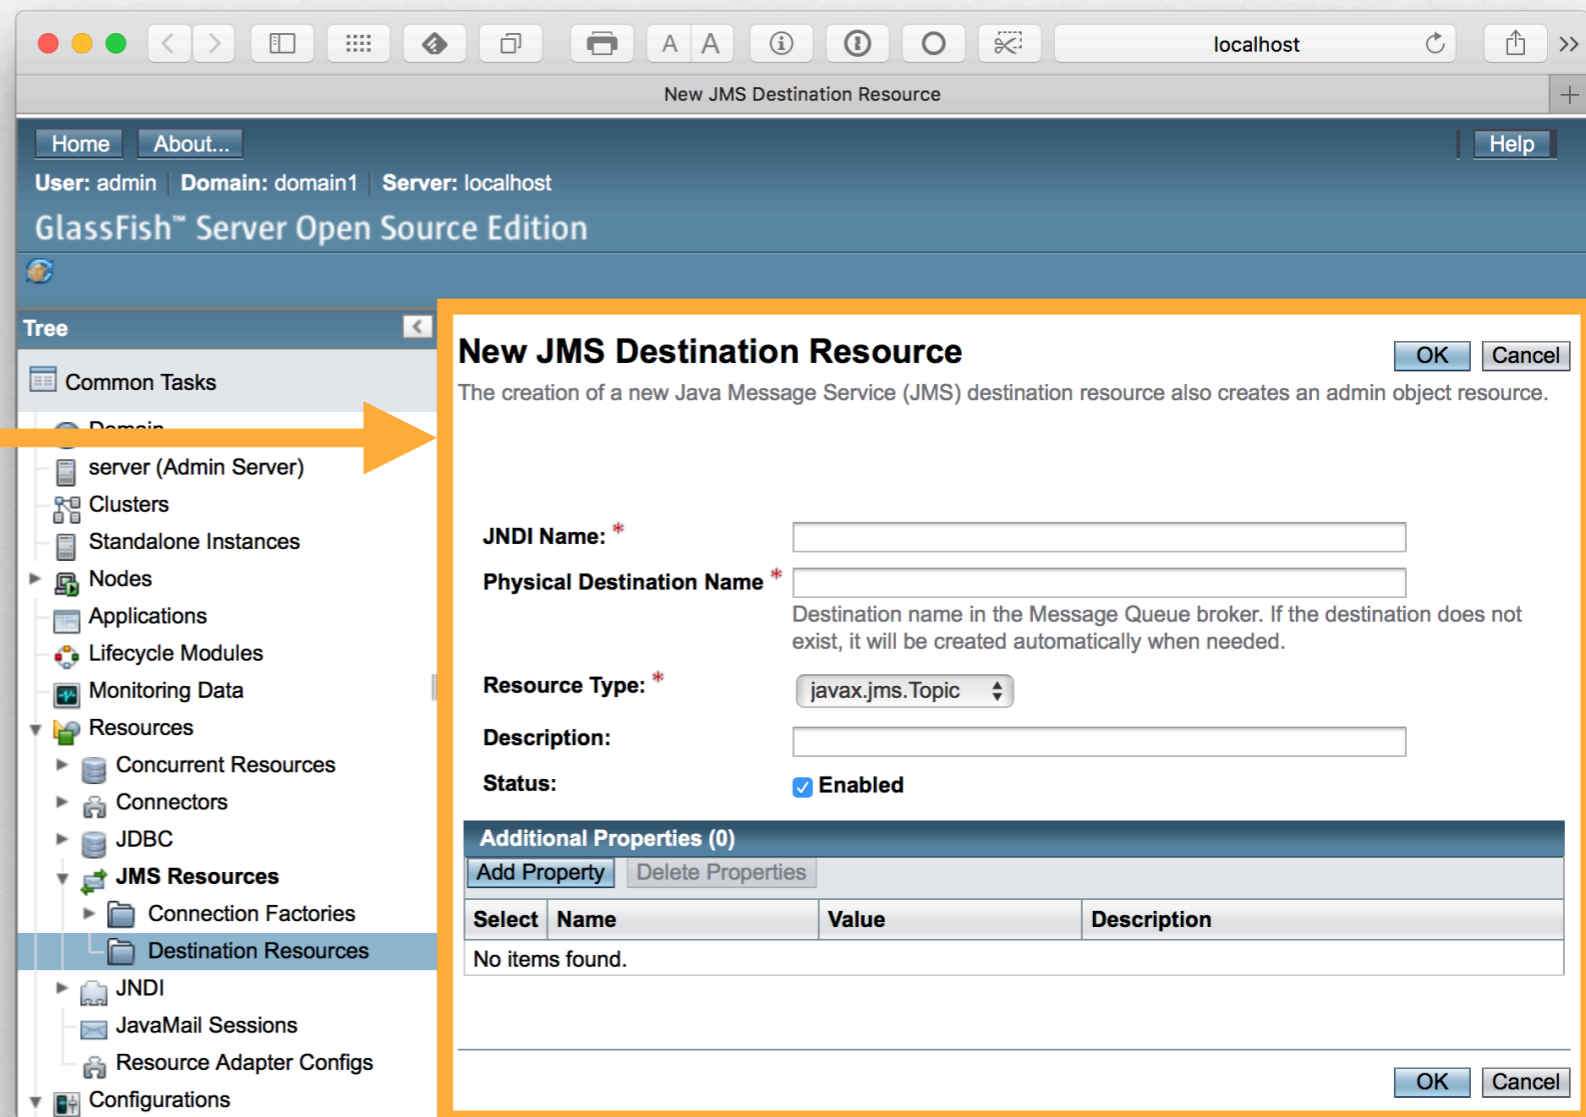 A A localhost
New JMS Destination Resource
Home About... Help
User: admin Domain: domain1 Server: localhost
GlassFish™ Server Open Source Edition
Tree
Common Tasks
Domain
server (Admin Server)
Clusters
Standalone Instances
Nodes
Applications
Lifecycle Modules
Monitoring Data
Resources
Concurrent Resources
Connectors
JDBC
JMS Resources
Connection Factories
Destination Resources
JNDI
JavaMail Sessions
Resource Adapter Configs
Configurations
New JMS Destination Resource
OK Cancel
The creation of a new Java Message Service (JMS) destination resource also creates an admin object resource.
JNDI Name: *
Physical Destination Name *
Destination name in the Message Queue broker. If the destination does not
exist, it will be created automatically when needed.
Resource Type: * javax.jms.Topic
Description:
Status: Enabled
Additional Properties (0)
Add Property Delete Properties
Select Name Value Description
No items found.
OK Cancel